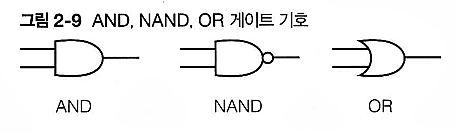 그림 2-9 AND, NAND, OR 게이트 기호
AND NAND OR